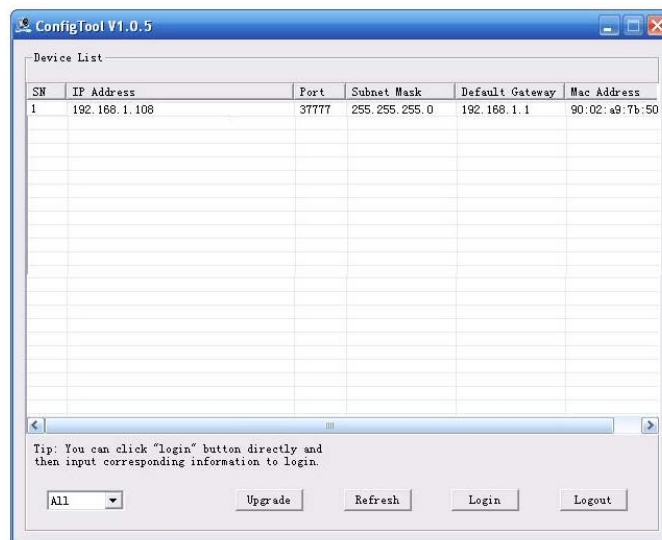 ConfigTool V1.0.5
Device List
SN IP Address Port Subnet Mask Default Gateway Mac Address
1 192.168.1.108 37777 255.255.255.0 192.168.1.1 90:02:a9:7b:50
Tip: You can click "login" button directly and
then input corresponding information to login.
All Upgrade Refresh Login Logout